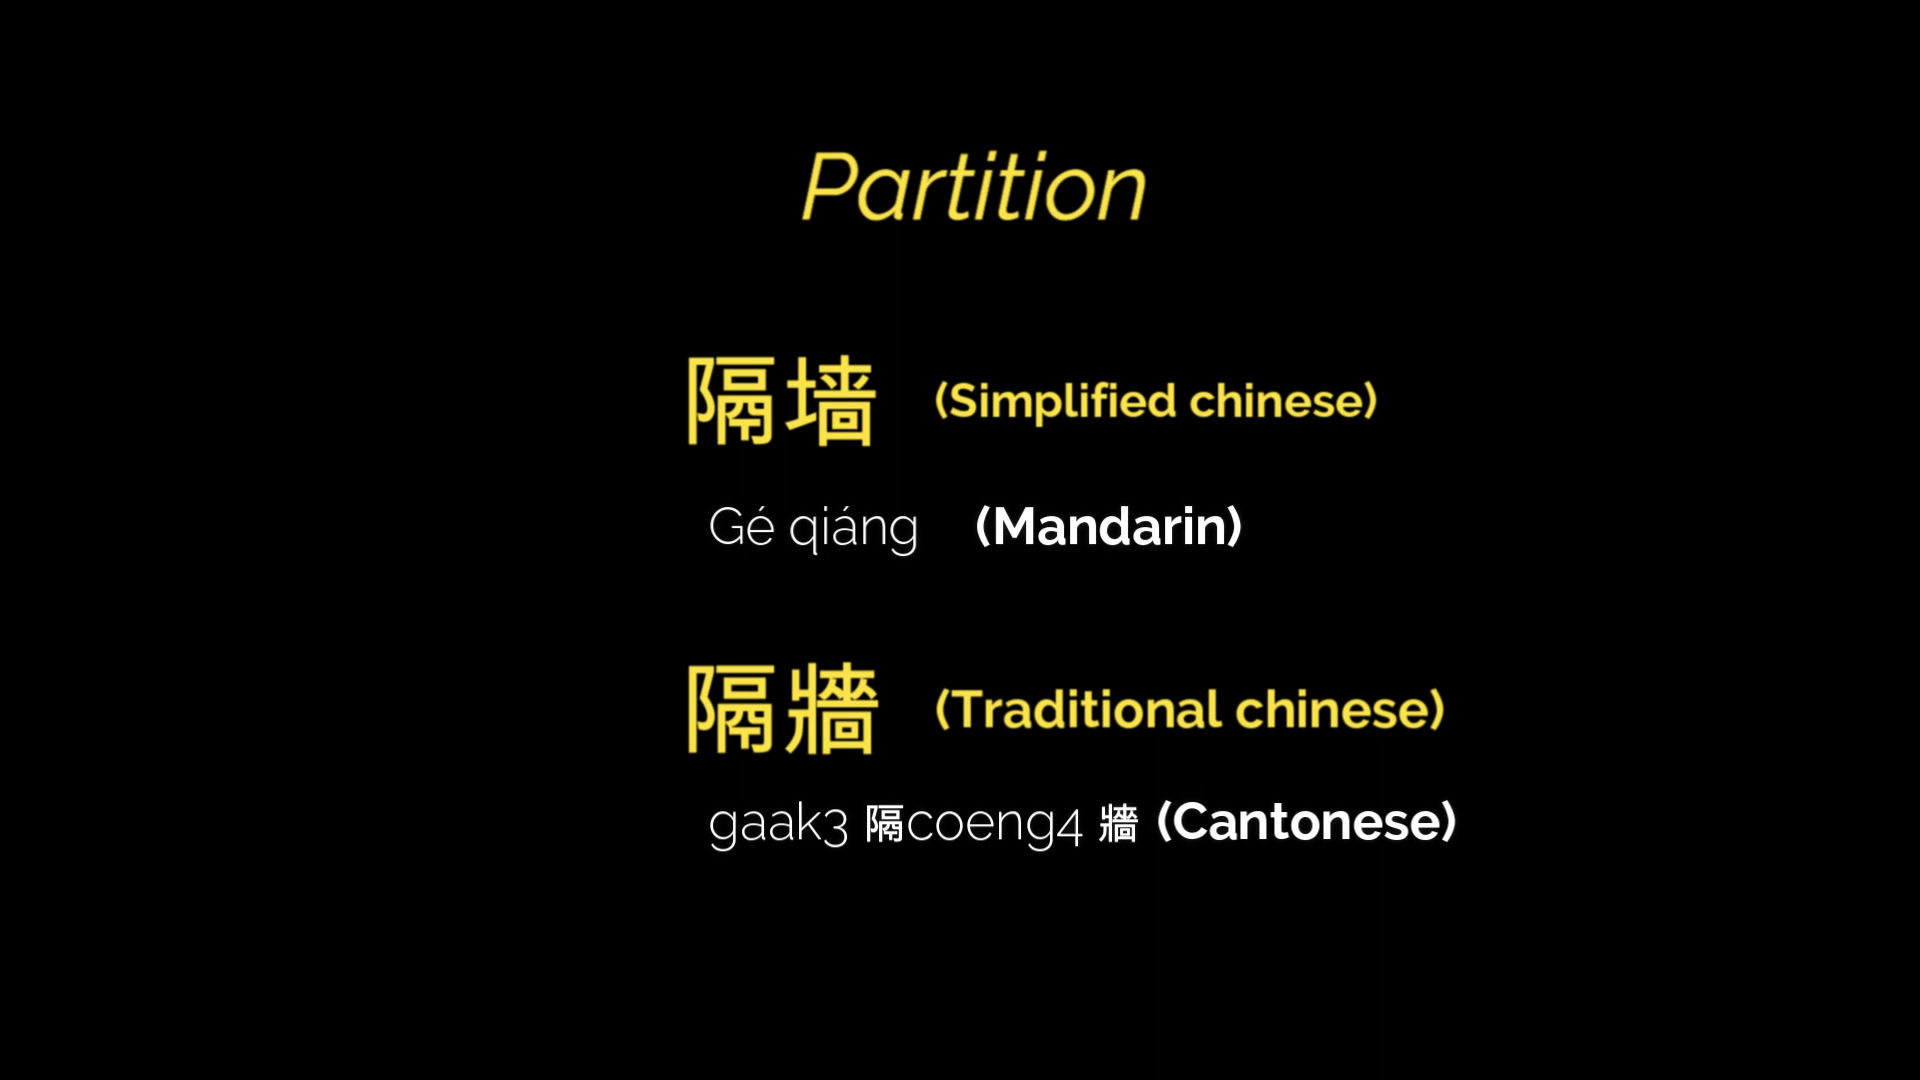 Partition
隔墙 (Simplified chinese)
Gé qiáng (Mandarin)
隔牆 (Traditional chinese)
gaak3 隔coeng4 牆 (Cantonese)